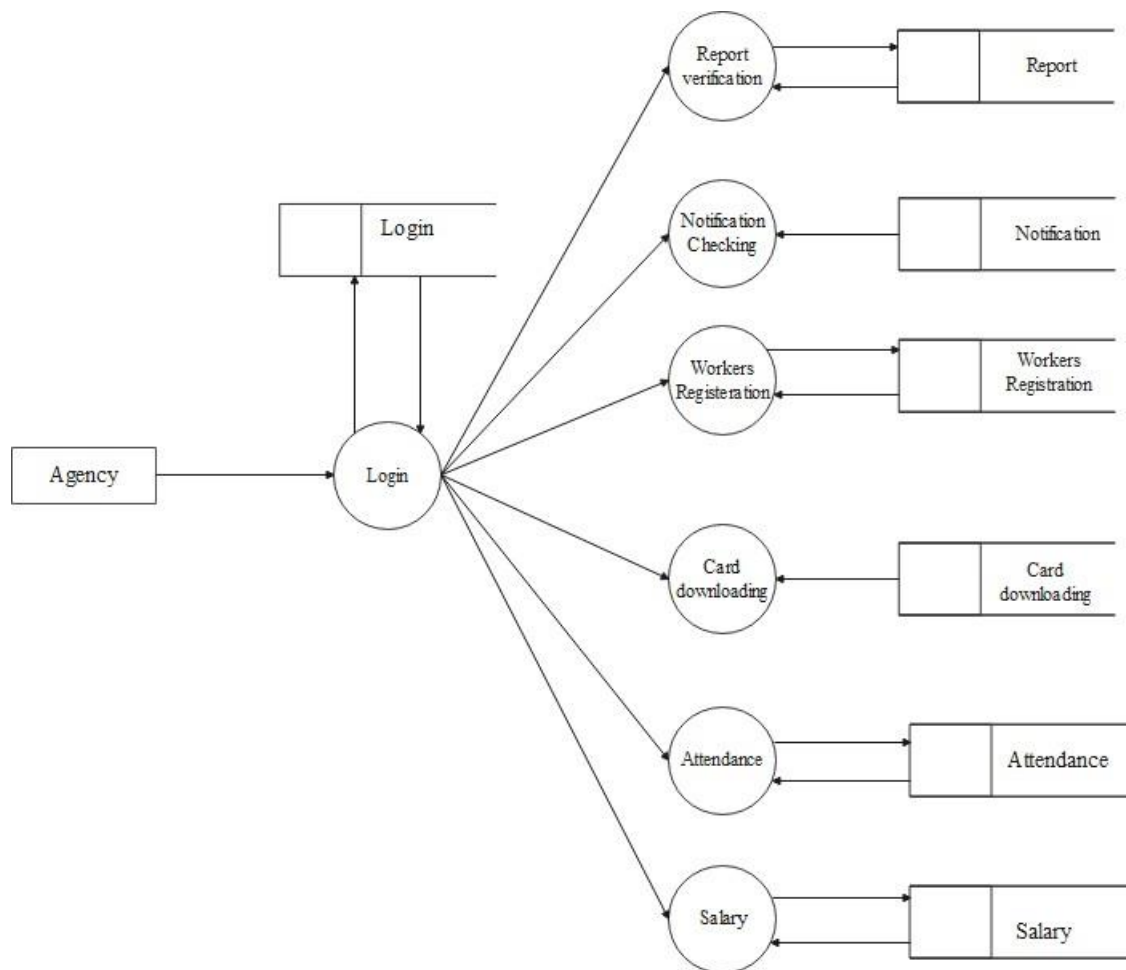 Report
verification
Report
Login
Notification
Checking
Notification
Workers
Registeration
Workers
Registration
Agency
Login
Card
downloading
Card
downloading
Attendance
Attendance
Salary
Salary